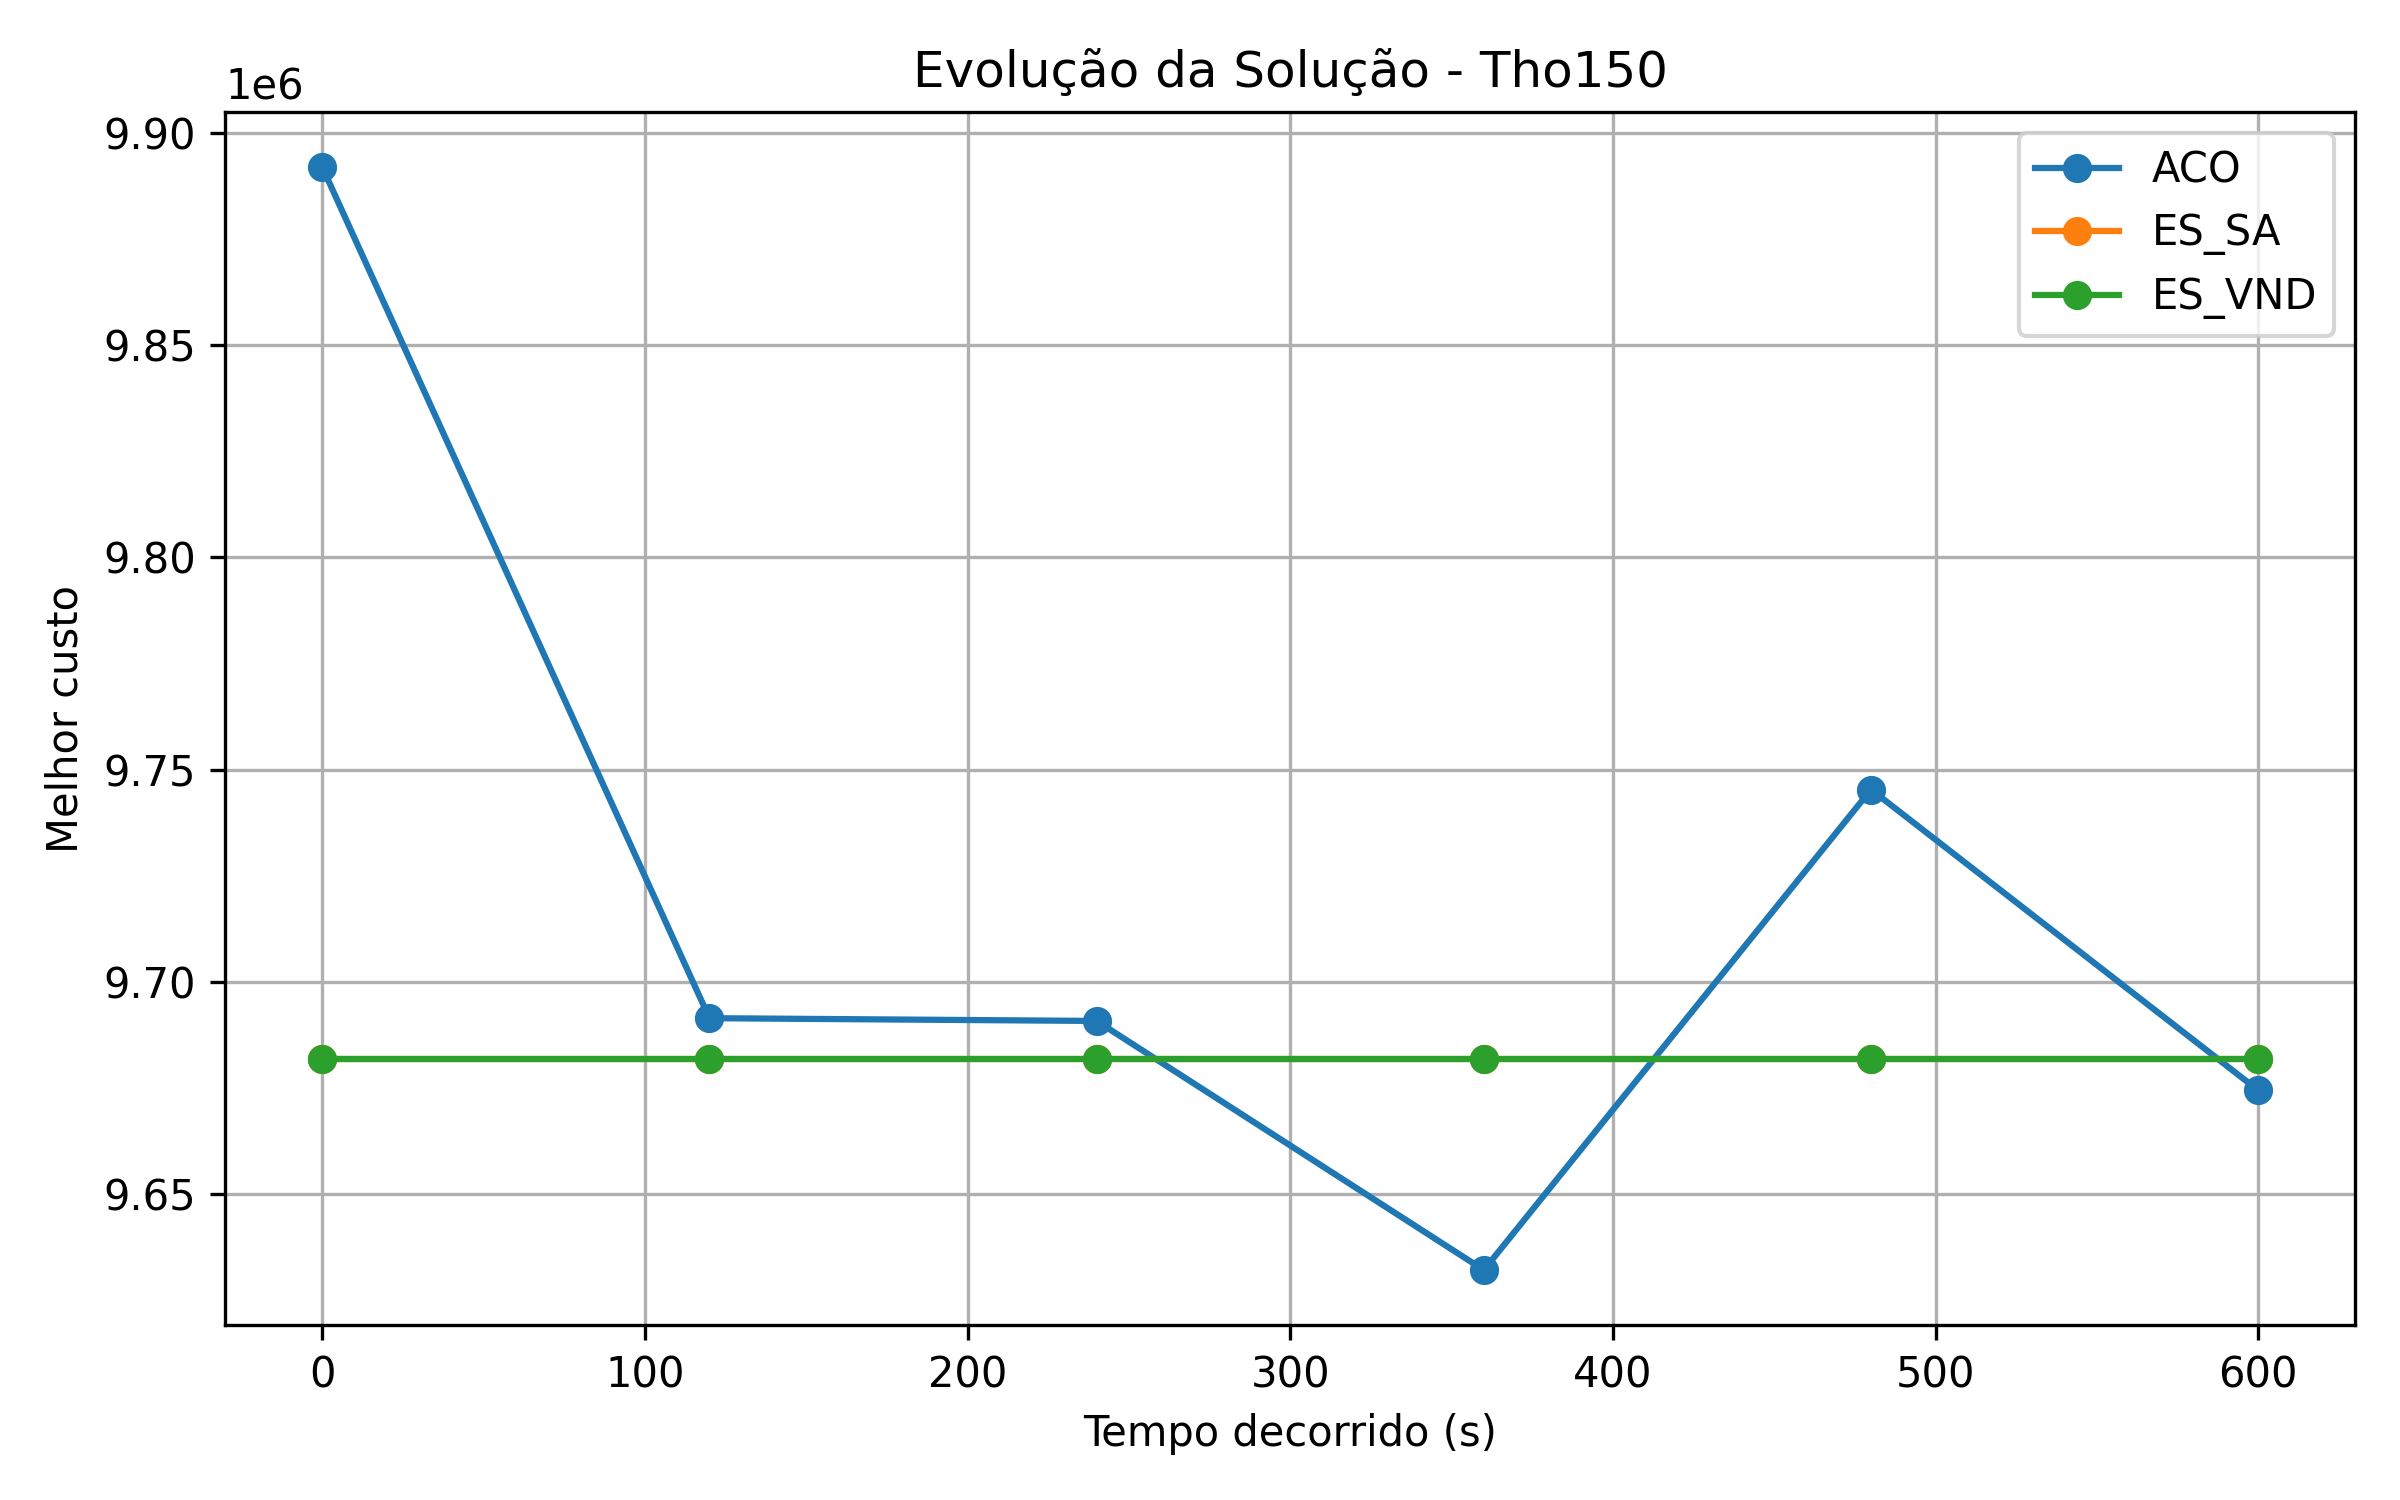 Evolução da Solução - Tho150
1e6
9.90
9.85
9.80
9.75
9.70
9.65
Melhor custo
ACO
ES_SA
ES_VND
0 100 200 300 400 500 600
Tempo decorrido (s)